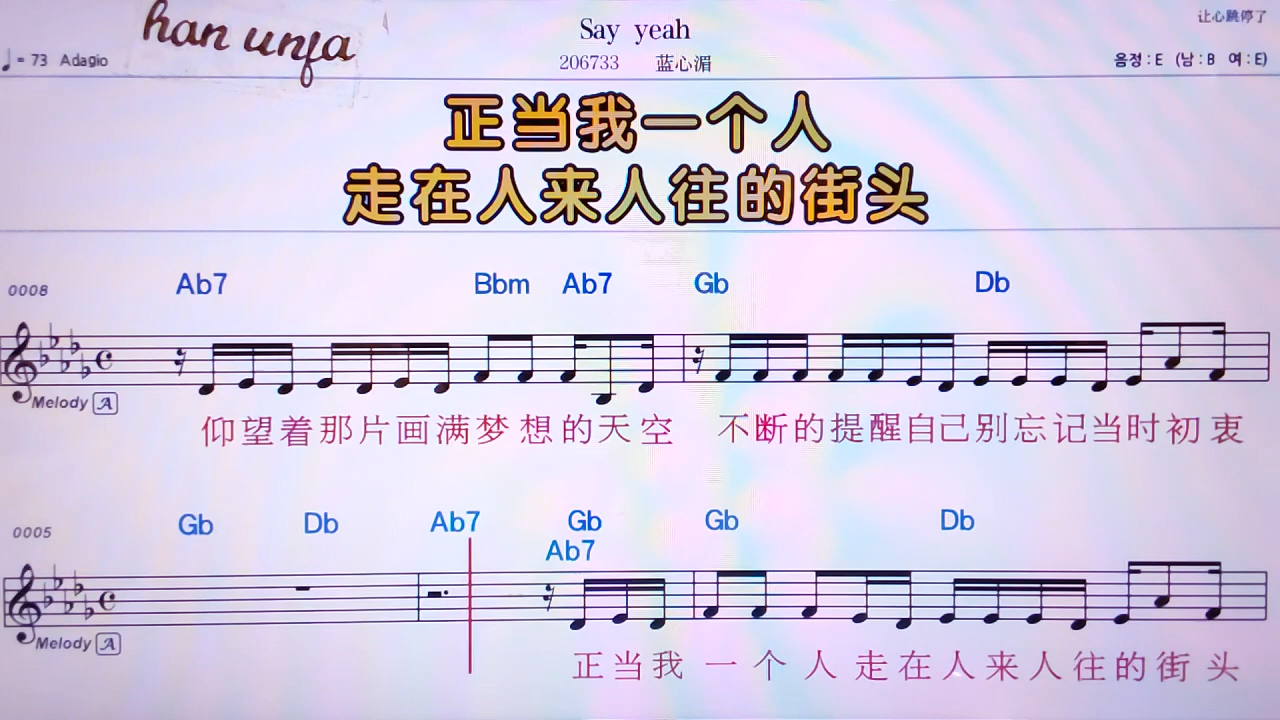 han unfa
Say yeah
让心跳停了
♩= 73 Adagio
206733 蓝心湄
음정 : E (남 : B 여 : E)
正当我一个人
走在人来人往的街头
0008
Ab7 Bbm Ab7 Gb Db
Melody A
仰望着那片画满梦想的天空 不断的提醒自己别忘记当时初衷
0005
Gb Db Ab7 Gb Gb Db
Ab7
Melody A
正当我一个人走在人来人往的街头